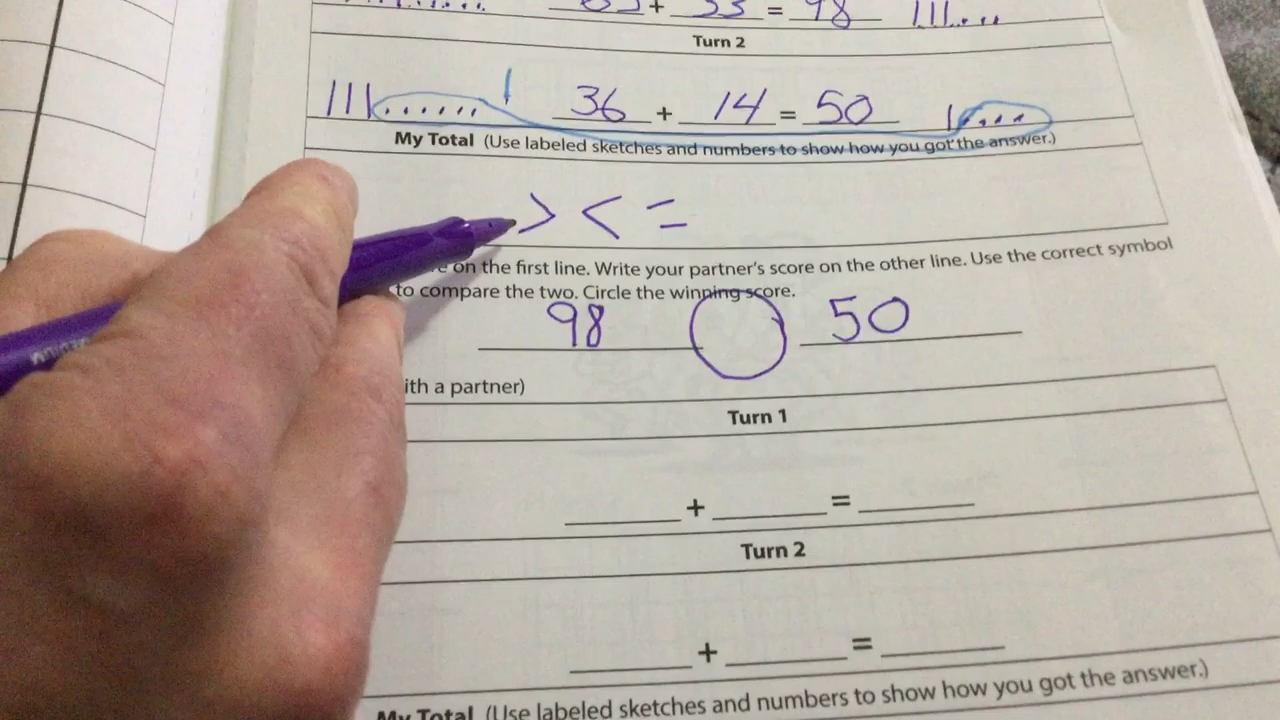 + 33 = 98
Turn 2
36 + 14 = 50
My Total (Use labeled sketches and numbers to show how you got the answer.)
> < =
on the first line. Write your partner's score on the other line. Use the correct symbol
to compare the two. Circle the winning score.
98 50
ith a partner)
Turn 1
+ =
Turn 2
+ =
My Total (Use labeled sketches and numbers to show how you got the answer.)